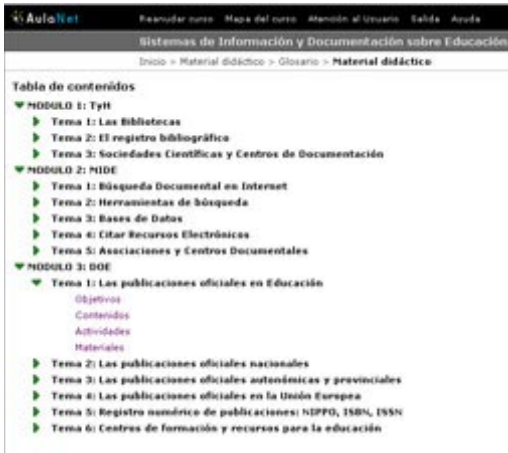 AulaNet
Reanudar curso Mapa del curso Atención al Usuario Salida Ayuda
Sistemas de Información y Documentación sobre Educación
Inicio > Material didáctico > Glosario > Material didáctico
Tabla de contenidos
MODULO 1: TyH
Tema 1: Las Bibliotecas
Tema 2: El registro bibliográfico
Tema 3: Sociedades Científicas y Centros de Documentación
MODULO 2: MIDE
Tema 1: Búsqueda Documental en Internet
Tema 2: Herramientas de búsqueda
Tema 3: Bases de Datos
Tema 4: Citar Recursos Electrónicos
Tema 5: Asociaciones y Centros Documentales
MODULO 3: DOE
Tema 1: Las publicaciones oficiales en Educación
Objetivos
Contenidos
Actividades
Materiales
Tema 2: Las publicaciones oficiales nacionales
Tema 3: Las publicaciones oficiales autonómicas y provinciales
Tema 4: Las publicaciones oficiales en la Unión Europea
Tema 5: Registro numérico de publicaciones: NIPPO, ISBN, ISSN
Tema 6: Centros de formación y recursos para la educación